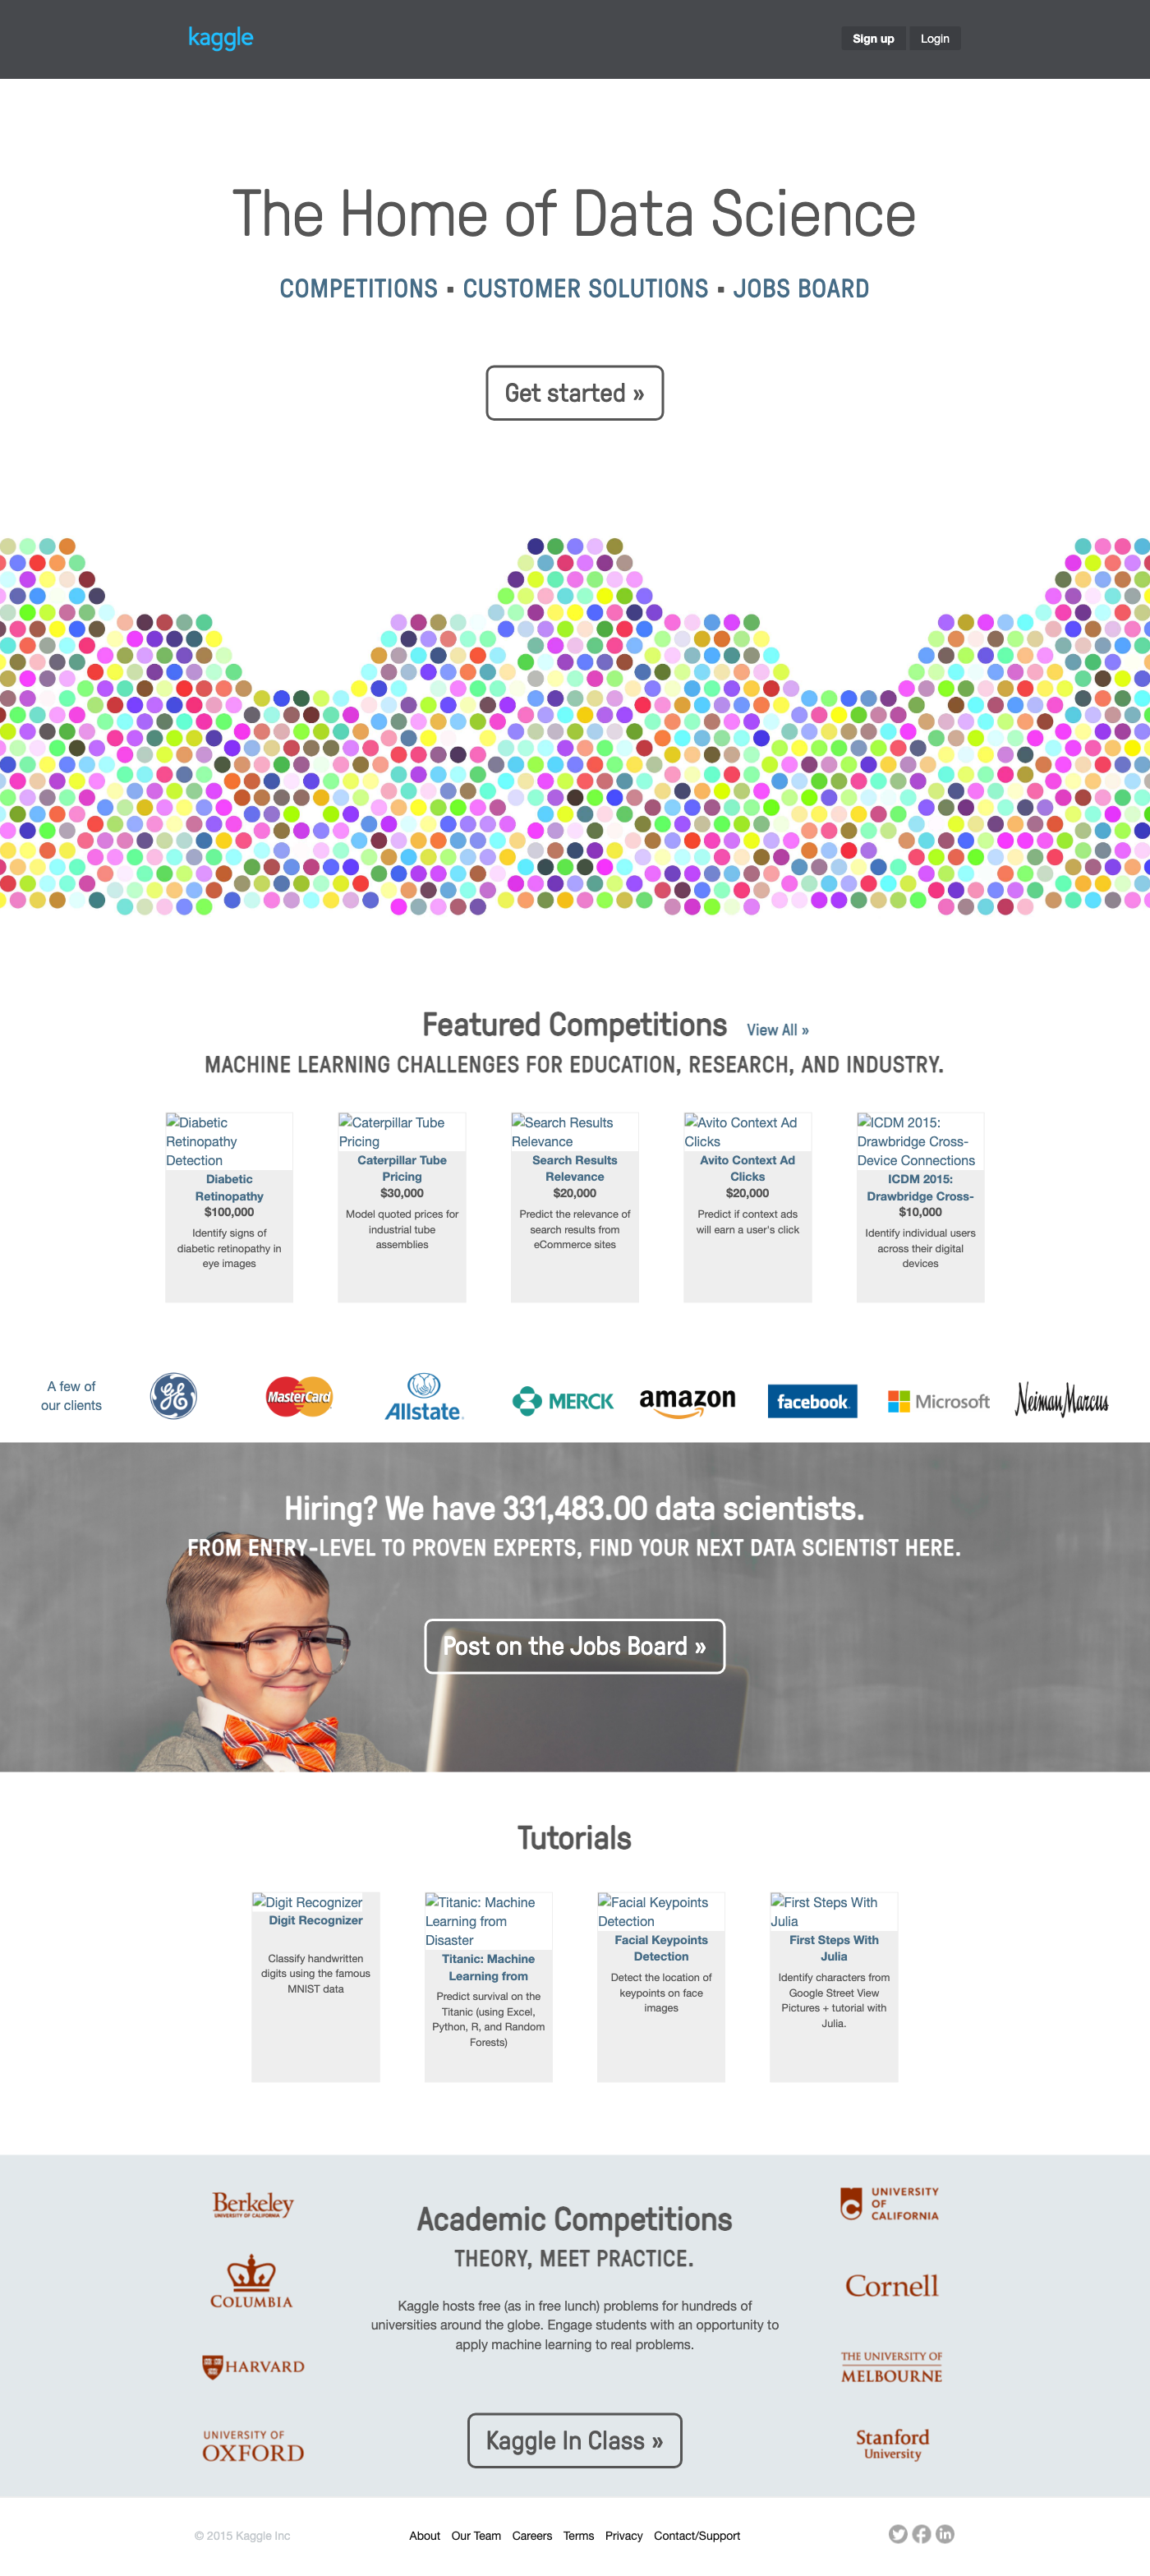 kaggle
Sign up Login
The Home of Data Science
COMPETITIONS ▪ CUSTOMER SOLUTIONS ▪ JOBS BOARD
Get started »
Featured Competitions View All »
MACHINE LEARNING CHALLENGES FOR EDUCATION, RESEARCH, AND INDUSTRY.
Diabetic
Retinopathy
Detection
Diabetic
Retinopathy
$100,000
Identify signs of
diabetic retinopathy in
eye images
Caterpillar Tube
Pricing
Caterpillar Tube
Pricing
$30,000
Model quoted prices for
industrial tube
assemblies
Search Results
Relevance
Search Results
Relevance
$20,000
Predict the relevance of
search results from
eCommerce sites
Avito Context Ad
Clicks
Avito Context Ad
Clicks
$20,000
Predict if context ads
will earn a user's click
ICDM 2015:
Drawbridge Cross-
Device Connections
ICDM 2015:
Drawbridge Cross-
$10,000
Identify individual users
across their digital
devices
A few of
our clients
GE
MasterCard
Allstate
MERCK
amazon
facebook
Microsoft
Neiman Marcus
Hiring? We have 331,483.00 data scientists.
FROM ENTRY-LEVEL TO PROVEN EXPERTS, FIND YOUR NEXT DATA SCIENTIST HERE.
Post on the Jobs Board »
Tutorials
Digit Recognizer
Digit Recognizer
Classify handwritten
digits using the famous
MNIST data
Titanic: Machine
Learning from
Disaster
Titanic: Machine
Learning from
Predict survival on the
Titanic (using Excel,
Python, R, and Random
Forests)
Facial Keypoints
Detection
Facial Keypoints
Detection
Detect the location of
keypoints on face
images
First Steps With
Julia
First Steps With
Julia
Identify characters from
Google Street View
Pictures + tutorial with
Julia.
Berkeley
UNIVERSITY OF CALIFORNIA
COLUMBIA
HARVARD
UNIVERSITY OF
OXFORD
Academic Competitions
THEORY, MEET PRACTICE.
Kaggle hosts free (as in free lunch) problems for hundreds of
universities around the globe. Engage students with an opportunity to
apply machine learning to real problems.
Kaggle In Class »
UNIVERSITY
OF
CALIFORNIA
Cornell
THE UNIVERSITY OF
MELBOURNE
Stanford
University
© 2015 Kaggle Inc
About Our Team Careers Terms Privacy Contact/Support